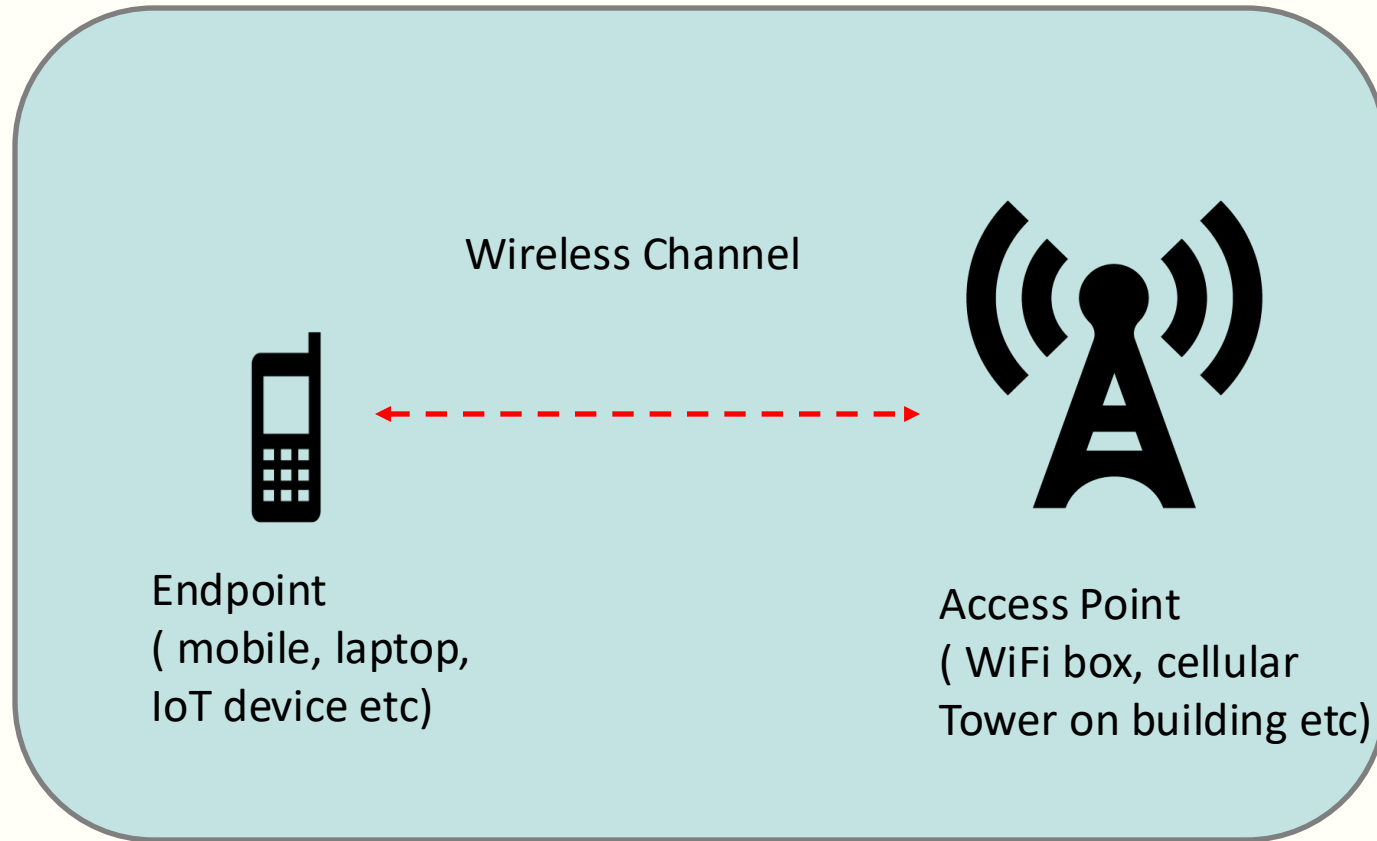 Wireless Channel
Endpoint
( mobile, laptop,
IoT device etc)
Access Point
( WiFi box, cellular
Tower on building etc)